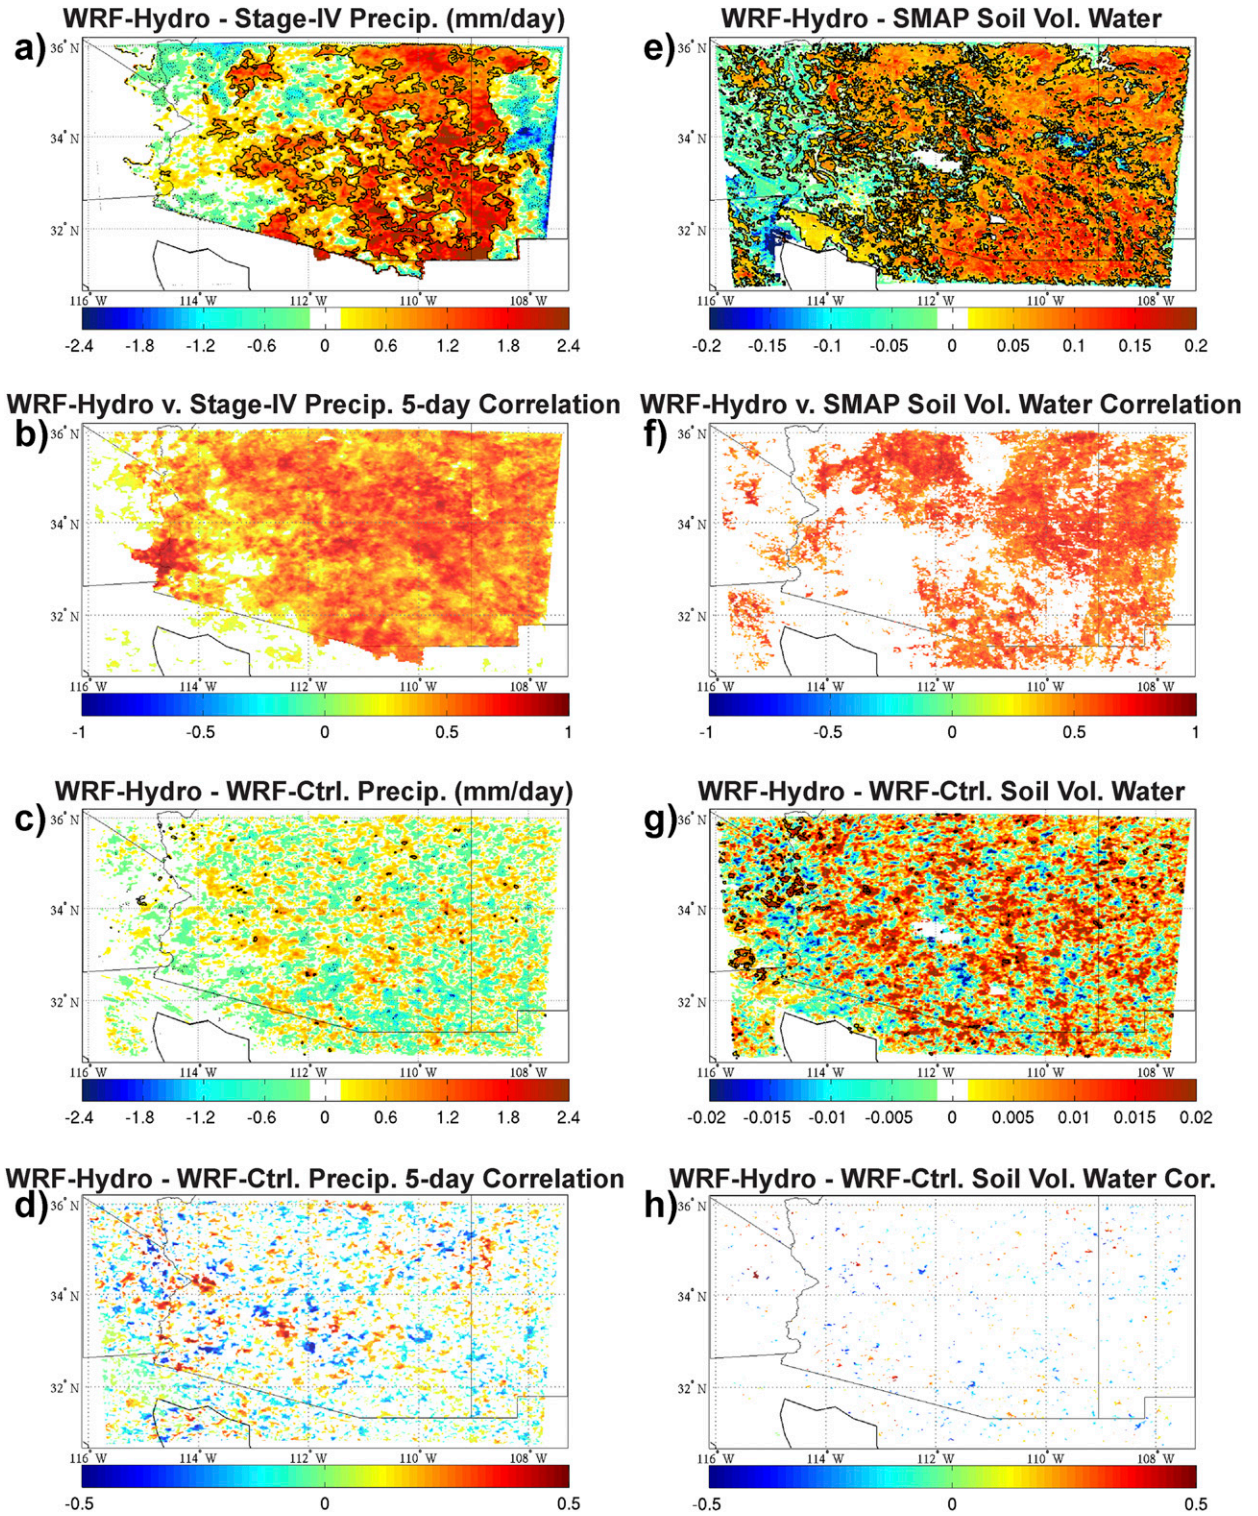 WRF-Hydro - Stage-IV Precip. (mm/day)
a)
36° N
34° N
32° N
116° W 114° W 112° W 110° W 108° W
-2.4 -1.8 -1.2 -0.6 0 0.6 1.2 1.8 2.4
WRF-Hydro - SMAP Soil Vol. Water
e)
36° N
34° N
32° N
116° W 114° W 112° W 110° W 108° W
-0.2 -0.15 -0.1 -0.05 0 0.05 0.1 0.15 0.2
WRF-Hydro v. Stage-IV Precip. 5-day Correlation
b)
36° N
34° N
32° N
116° W 114° W 112° W 110° W 108° W
-1 -0.5 0 0.5 1
WRF-Hydro v. SMAP Soil Vol. Water Correlation
f)
36° N
34° N
32° N
116° W 114° W 112° W 110° W 108° W
-1 -0.5 0 0.5 1
WRF-Hydro - WRF-Ctrl. Precip. (mm/day)
c)
36° N
34° N
32° N
116° W 114° W 112° W 110° W 108° W
-2.4 -1.8 -1.2 -0.6 0 0.6 1.2 1.8 2.4
WRF-Hydro - WRF-Ctrl. Soil Vol. Water
g)
36° N
34° N
32° N
116° W 114° W 112° W 110° W 108° W
-0.02 -0.015 -0.01 -0.005 0 0.005 0.01 0.015 0.02
WRF-Hydro - WRF-Ctrl. Precip. 5-day Correlation
d)
36° N
34° N
32° N
116° W 114° W 112° W 110° W 108° W
-0.5 0 0.5
WRF-Hydro - WRF-Ctrl. Soil Vol. Water Cor.
h)
36° N
34° N
32° N
116° W 114° W 112° W 110° W 108° W
-0.5 0 0.5